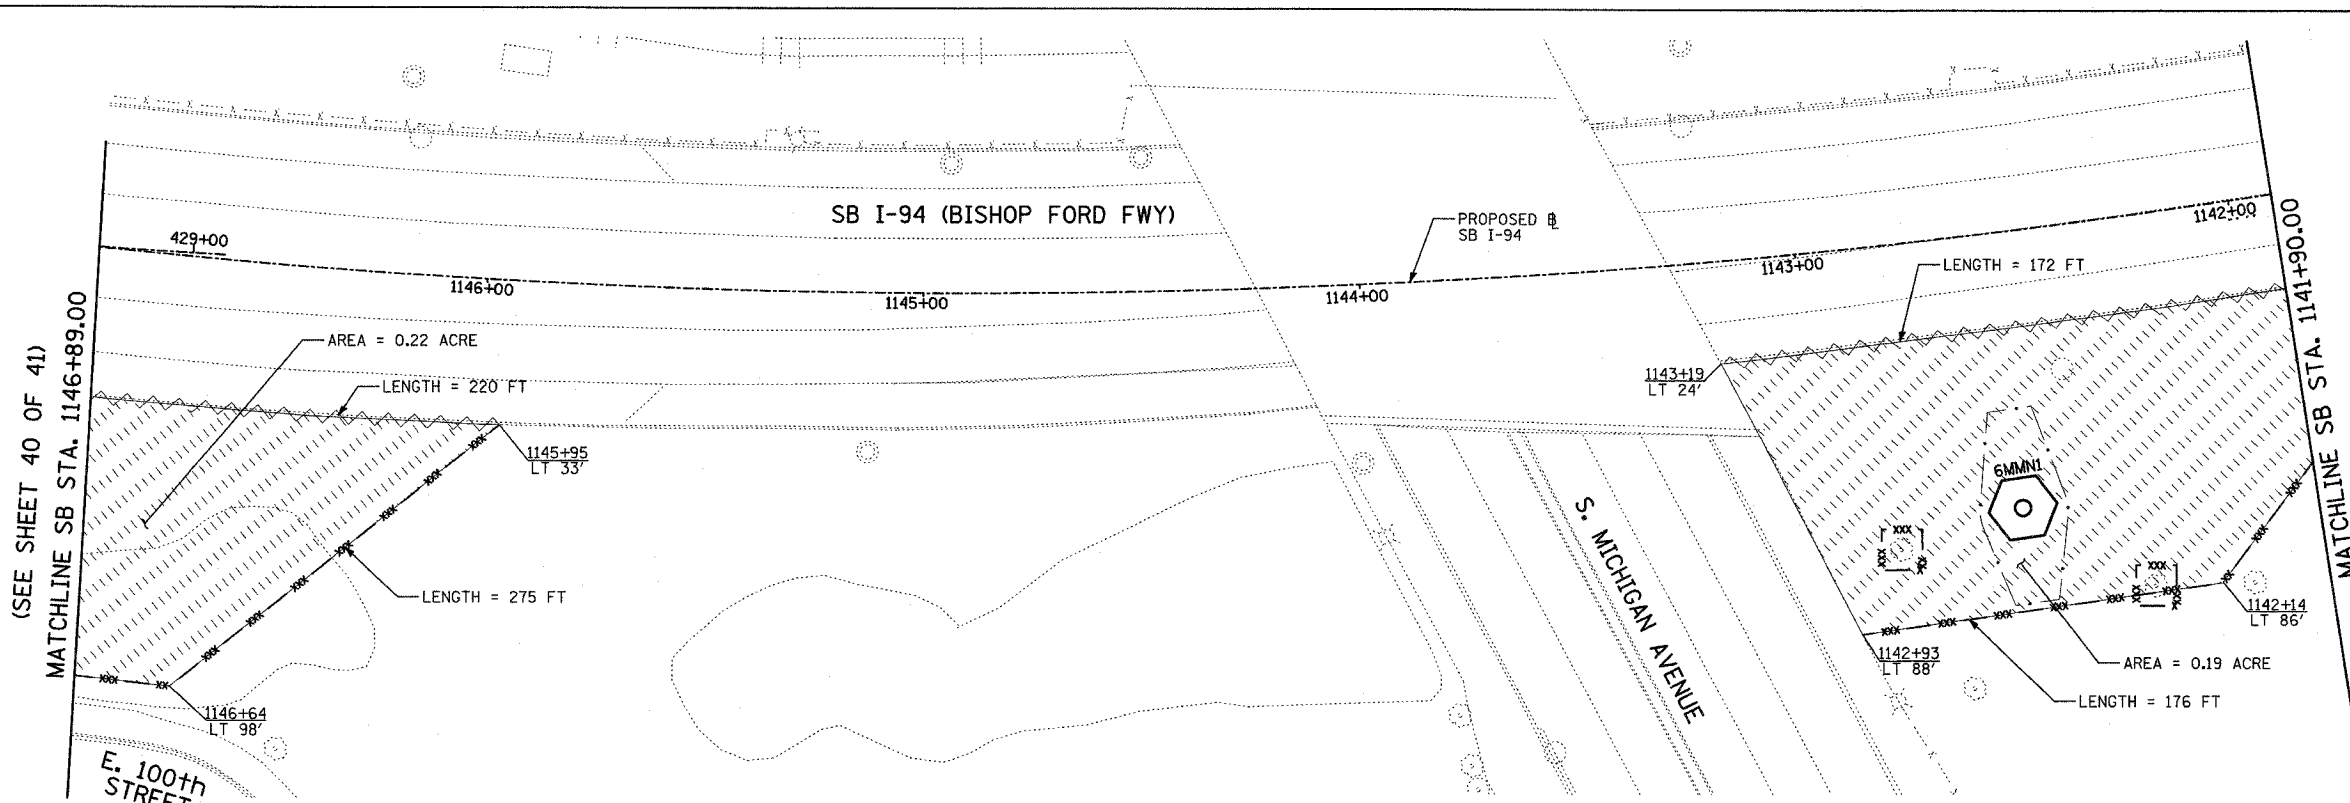 (SEE SHEET 40 OF 41)
MATCHLINE SB STA. 1146+89.00
429+00
SB I-94 (BISHOP FORD FWY)
PROPOSED ℄
SB I-94
1142+00
1143+00
1144+00
1145+00
1146+00
LENGTH = 172 FT
MATCHLINE SB STA. 1141+90.00
AREA = 0.22 ACRE
LENGTH = 220 FT
1143+19
LT 24'
1145+95
LT 33'
6MMN1
S. MICHIGAN AVENUE
LENGTH = 275 FT
1142+14
LT 86'
1142+93
LT 88'
AREA = 0.19 ACRE
LENGTH = 176 FT
1146+64
LT 98'
E. 100th
STREET